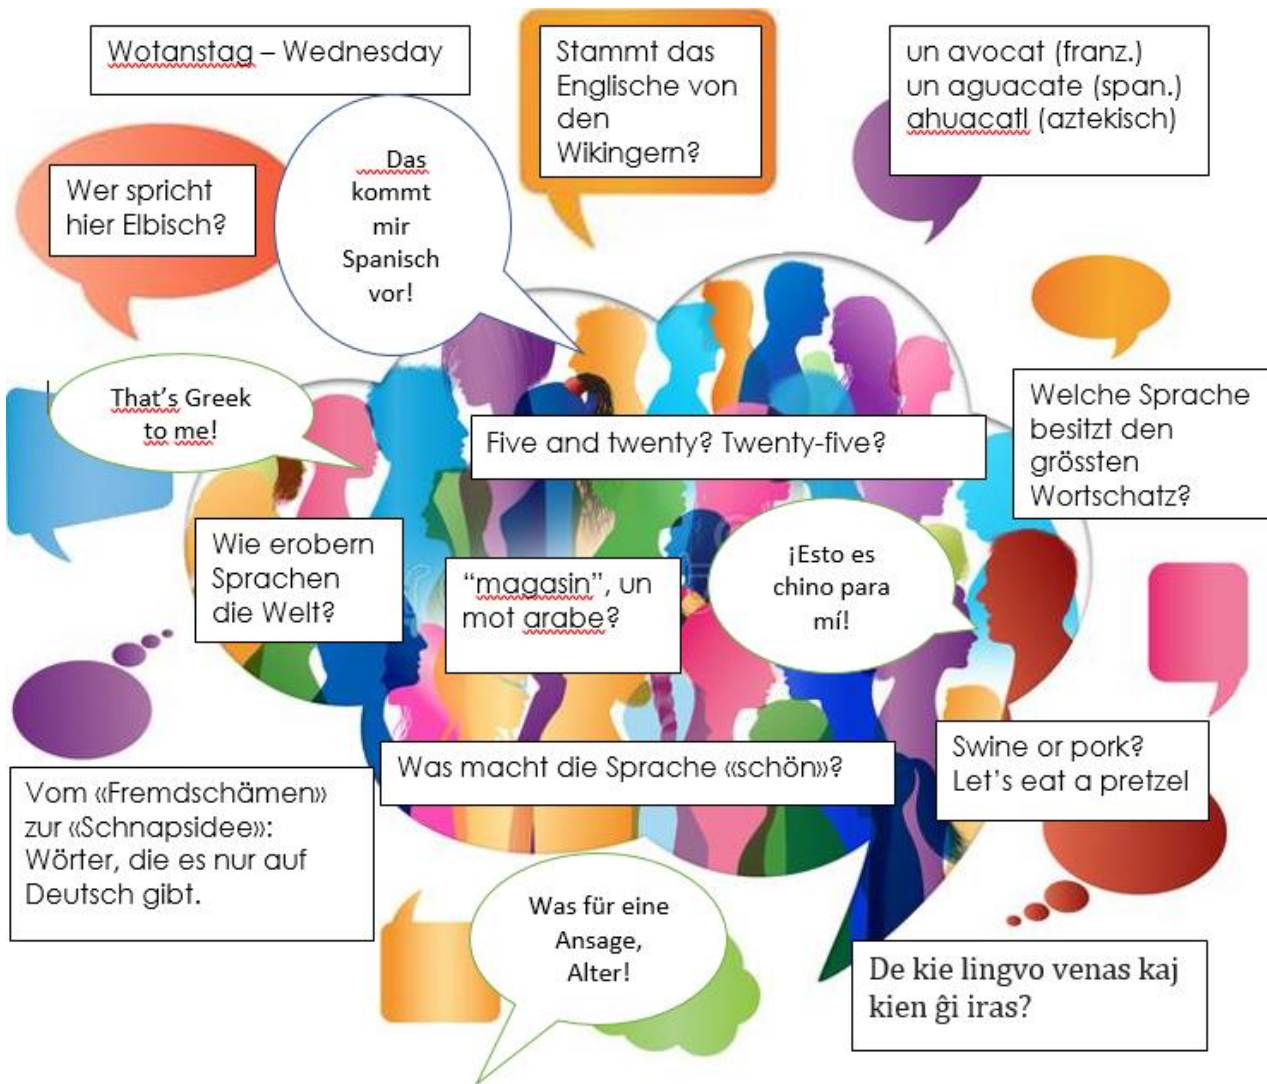 Wotanstag – Wednesday
Stammt das
Englische von
den
Wikingern?
un avocat (franz.)
un aguacate (span.)
ahuacatl (aztekisch)
Wer spricht
hier Elbisch?
Das
kommt
mir
Spanisch
vor!
That's Greek
to me!
Five and twenty? Twenty-five?
Welche Sprache
besitzt den
grössten
Wortschatz?
Wie erobern
Sprachen
die Welt?
“magasin”, un
mot arabe?
¡Esto es
chino para
mí!
Was macht die Sprache «schön»?
Swine or pork?
Let's eat a pretzel
Vom «Fremdschämen»
zur «Schnapsidee»:
Wörter, die es nur auf
Deutsch gibt.
Was für eine
Ansage,
Alter!
De kie lingvo venas kaj
kien ĝi iras?